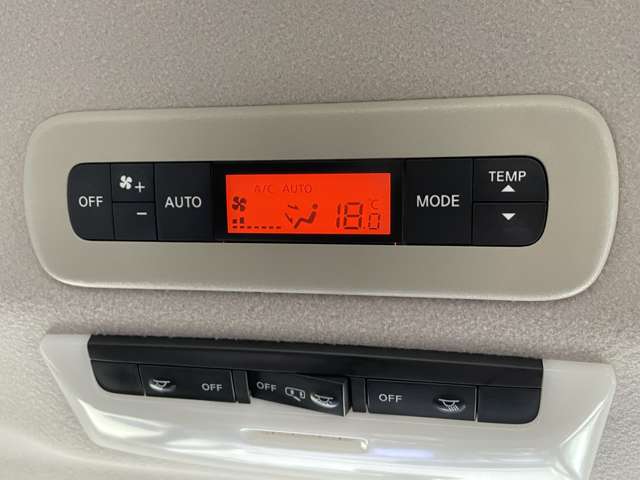 OFF
+
-
AUTO
A/C AUTO
18.0 °C
MODE
TEMP
OFF
OFF
OFF